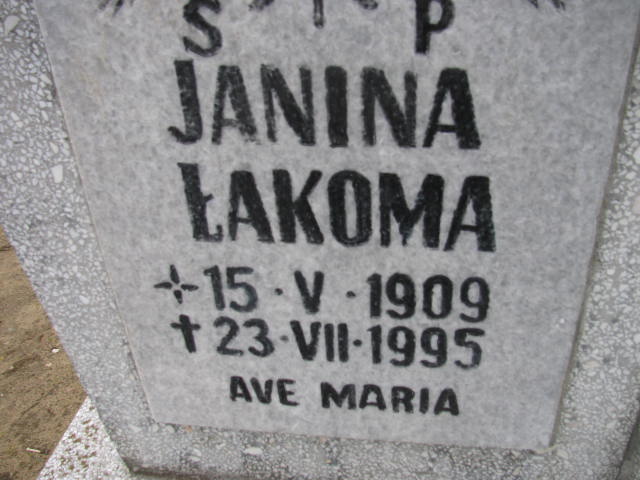 S P
JANINA
ŁAKOMA
15 · V · 1909
✝ 23 · VII · 1995
AVE MARIA